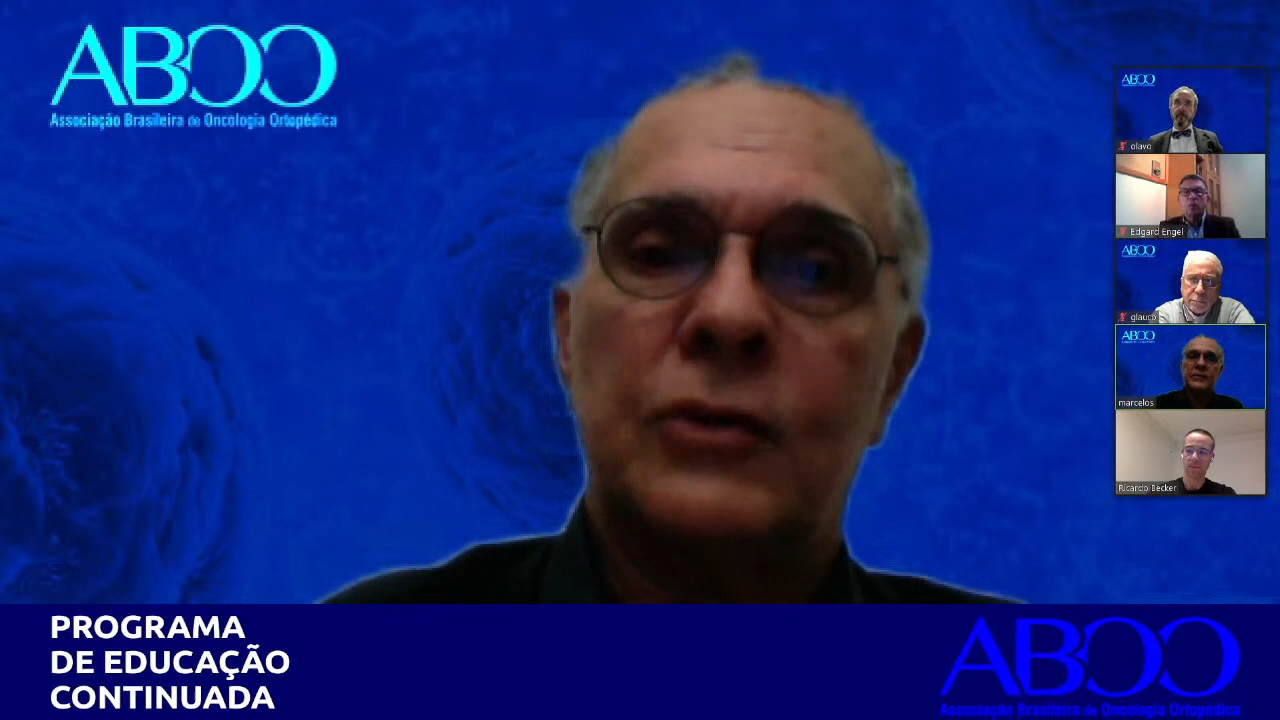 ABOO
Associação Brasileira de Oncologia Ortopédica
ABOO
olavo
Edgard Engel
ABOO
glauco
ABOO
marcelos
Ricardo Becker
PROGRAMA
DE EDUCAÇÃO
CONTINUADA
ABOO
Associação Brasileira de Oncologia Ortopédica